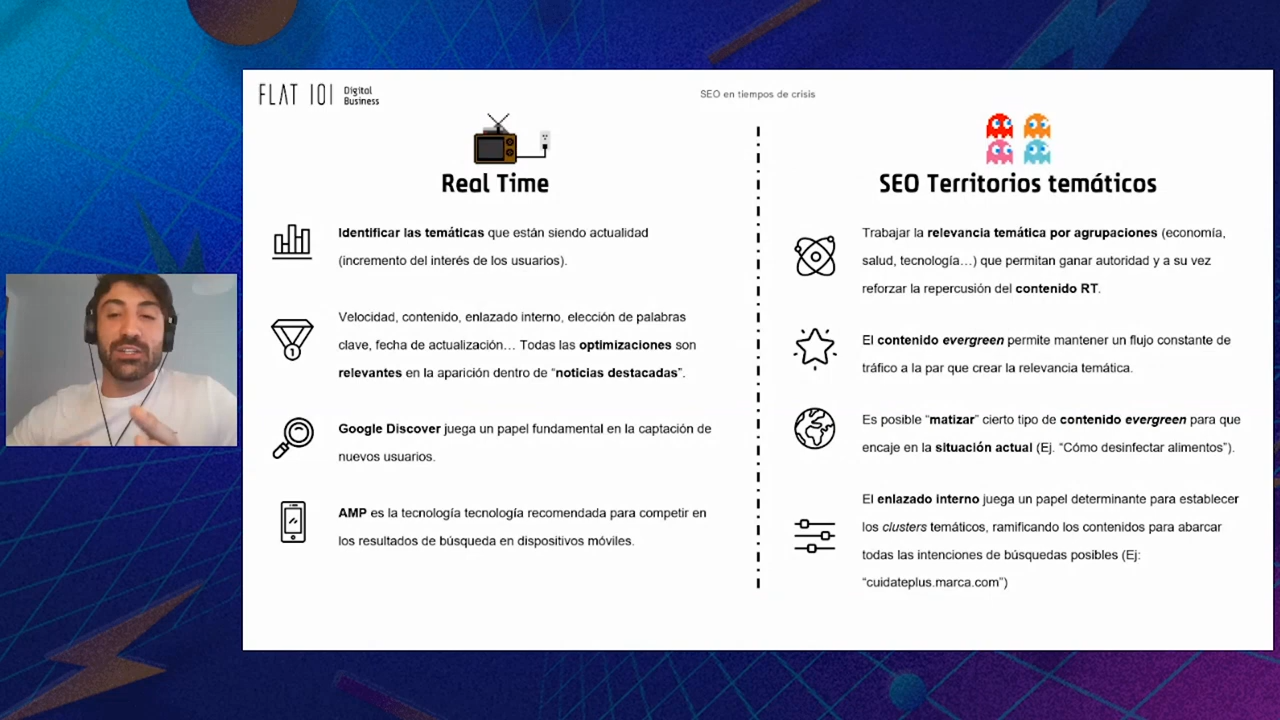 FLAT 101 Digital Business
SEO en tiempos de crisis
Real Time
Identificar las temáticas que están siendo actualidad
(incremento del interés de los usuarios).
1
Velocidad, contenido, enlazado interno, elección de palabras
clave, fecha de actualización… Todas las optimizaciones son
relevantes en la aparición dentro de “noticias destacadas”.
Google Discover juega un papel fundamental en la captación de
nuevos usuarios.
AMP es la tecnología tecnología recomendada para competir en
los resultados de búsqueda en dispositivos móviles.
SEO Territorios temáticos
Trabajar la relevancia temática por agrupaciones (economía,
salud, tecnología…) que permitan ganar autoridad y a su vez
reforzar la repercusión del contenido RT.
El contenido evergreen permite mantener un flujo constante de
tráfico a la par que crear la relevancia temática.
Es posible “matizar” cierto tipo de contenido evergreen para que
encaje en la situación actual (Ej. “Cómo desinfectar alimentos”).
El enlazado interno juega un papel determinante para establecer
los clusters temáticos, ramificando los contenidos para abarcar
todas las intenciones de búsquedas posibles (Ej:
“cuidateplus.marca.com”)